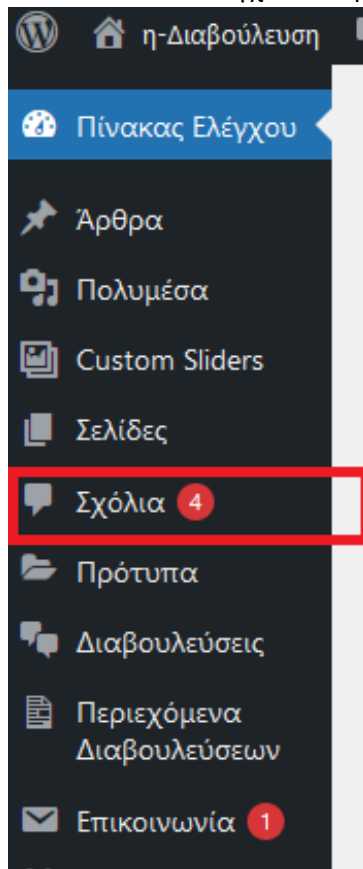 η-Διαβούλευση
Πίνακας Ελέγχου
Άρθρα
Πολυμέσα
Custom Sliders
Σελίδες
Σχόλια 4
Πρότυπα
Διαβουλεύσεις
Περιεχόμενα
Διαβουλεύσεων
Επικοινωνία 1